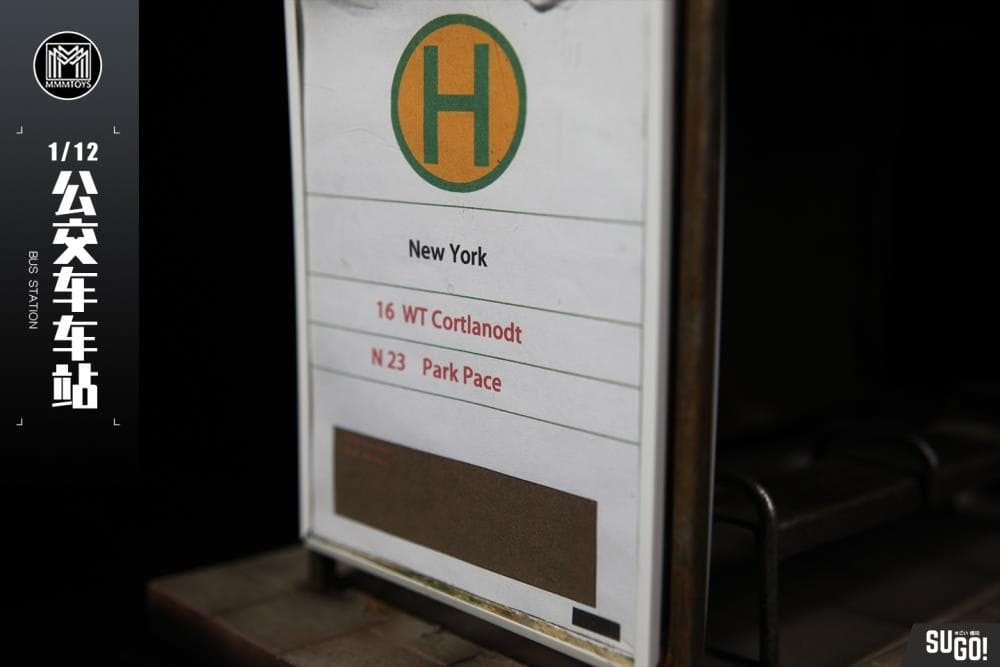 MMMTOYS
1/12
公交车车站
BUS STATION
H
New York
16 WT Cortlanodt
N 23 Park Pace
SUGO!